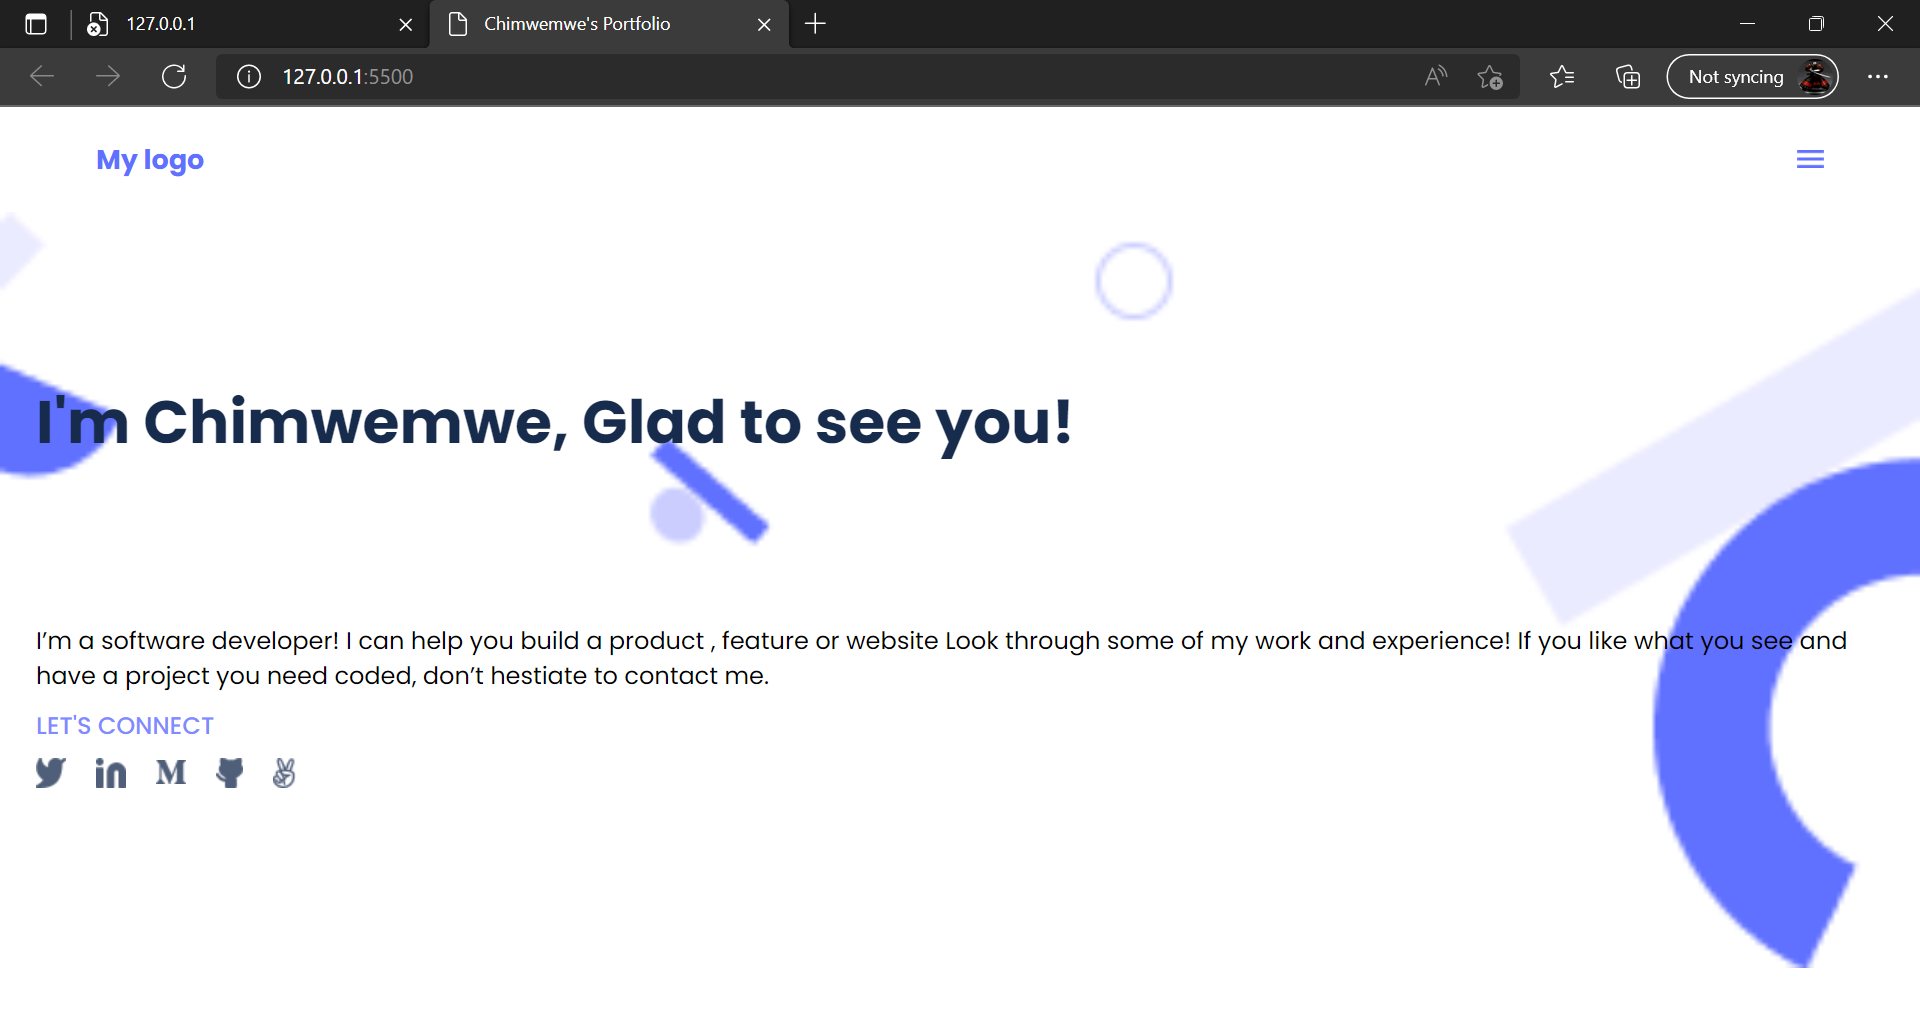 127.0.0.1
Chimwemwe's Portfolio
127.0.0.1:5500
Not syncing
My logo
I'm Chimwemwe, Glad to see you!
I’m a software developer! I can help you build a product , feature or website Look through some of my work and experience! If you like what you see and
have a project you need coded, don’t hestiate to contact me.
LET'S CONNECT